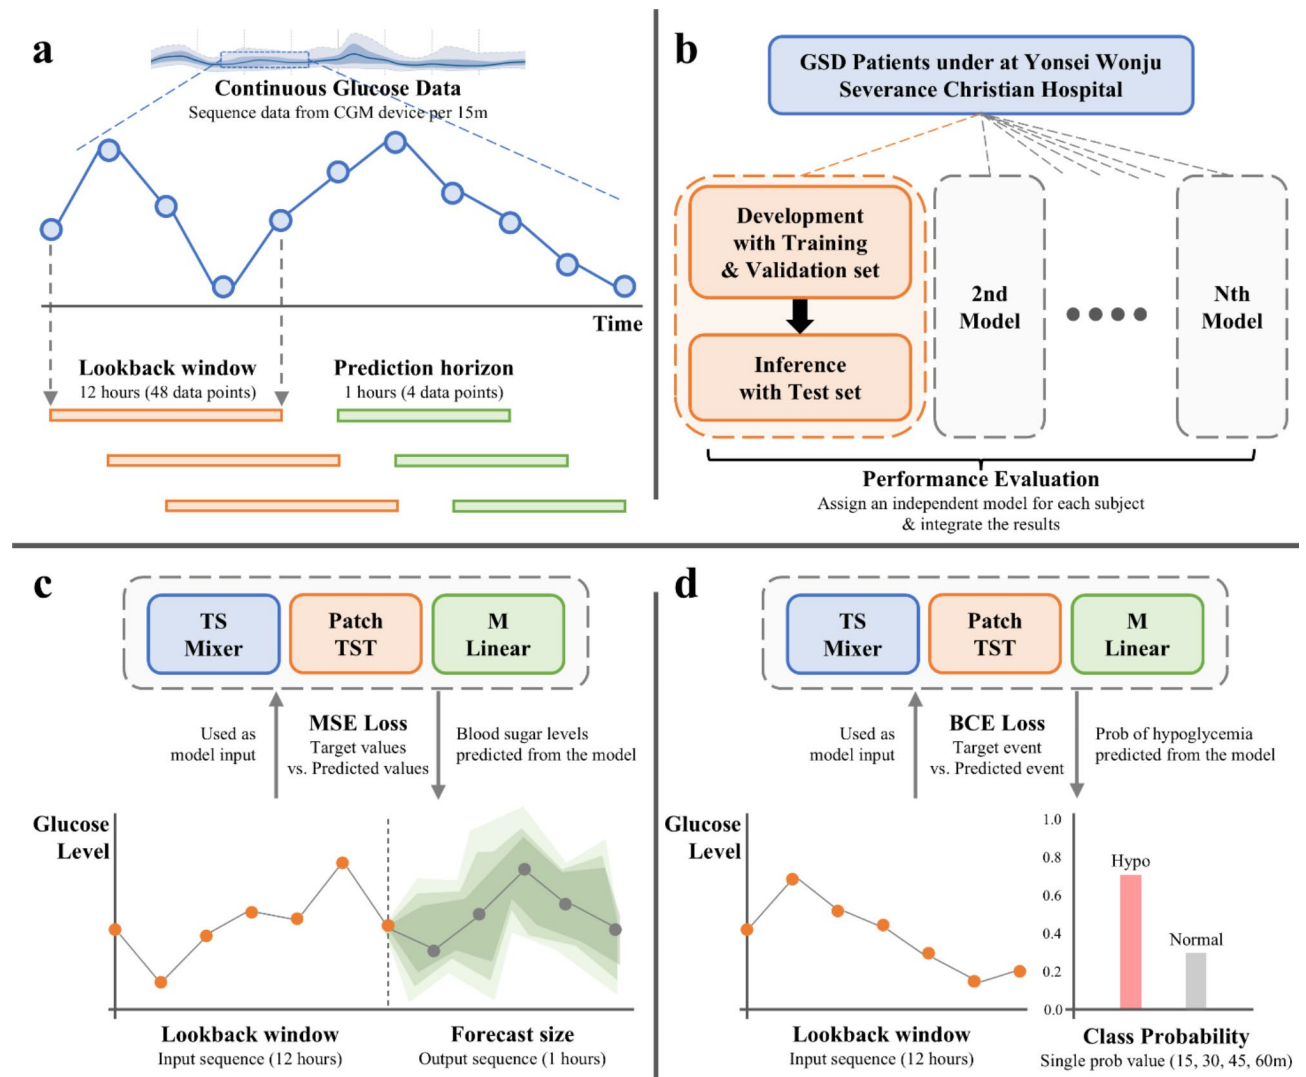 a
Continuous Glucose Data
Sequence data from CGM device per 15m
Time
Lookback window
12 hours (48 data points)
Prediction horizon
1 hours (4 data points)
b
GSD Patients under at Yonsei Wonju
Severance Christian Hospital
Development
with Training
& Validation set
Inference
with Test set
2nd
Model
Nth
Model
Performance Evaluation
Assign an independent model for each subject
& integrate the results
c
TS
Mixer
Patch
TST
M
Linear
Used as
model input
MSE Loss
Target values
vs. Predicted values
Blood sugar levels
predicted from the model
Glucose
Level
Lookback window
Input sequence (12 hours)
Forecast size
Output sequence (1 hours)
d
TS
Mixer
Patch
TST
M
Linear
Used as
model input
BCE Loss
Target event
vs. Predicted event
Prob of hypoglycemia
predicted from the model
Glucose
Level
Lookback window
Input sequence (12 hours)
1.0
0.8
0.6
0.4
0.2
0.0
Hypo
Normal
Class Probability
Single prob value (15, 30, 45, 60m)